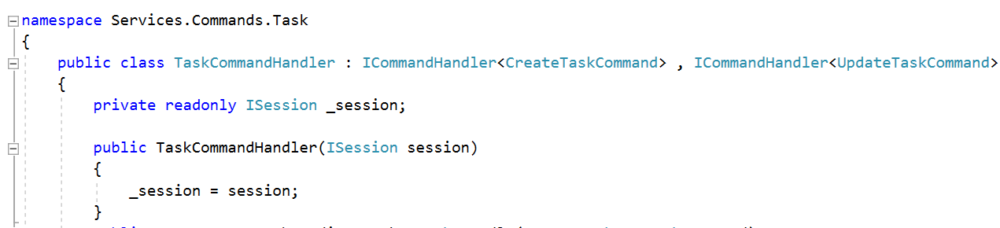 namespace Services.Commands.Task
{
public class TaskCommandHandler : ICommandHandler<CreateTaskCommand> , ICommandHandler<UpdateTaskCommand>
{
private readonly ISession _session;
public TaskCommandHandler(ISession session)
{
_session = session;
}